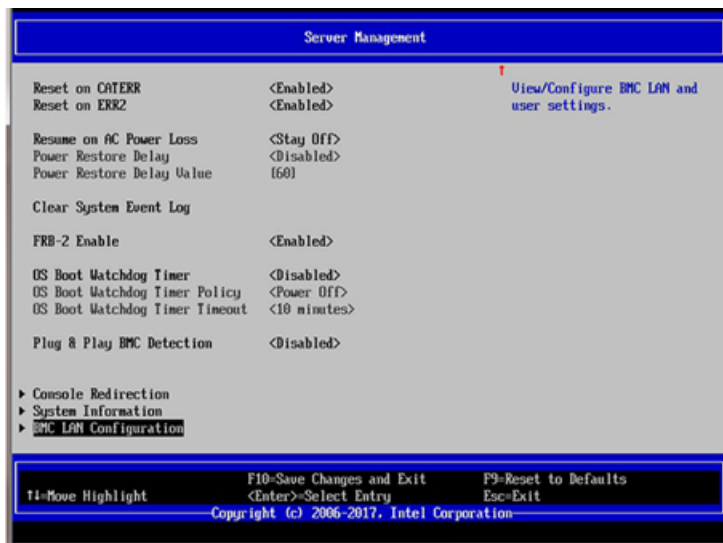 Server Management
Reset on CATERR <Enabled>
Reset on ERR2 <Enabled>
Resume on AC Power Loss <Stay Off>
Power Restore Delay <Disabled>
Power Restore Delay Value [60]
Clear System Event Log
FRB-2 Enable <Enabled>
OS Boot Watchdog Timer <Disabled>
OS Boot Watchdog Timer Policy <Power Off>
OS Boot Watchdog Timer Timeout <10 minutes>
Plug & Play BMC Detection <Disabled>
► Console Redirection
► System Information
► BMC LAN Configuration
↑
View/Configure BMC LAN and
user settings.
F10=Save Changes and Exit F9=Reset to Defaults
↑↓=Move Highlight <Enter>=Select Entry Esc=Exit
Copyright (c) 2006-2017, Intel Corporation